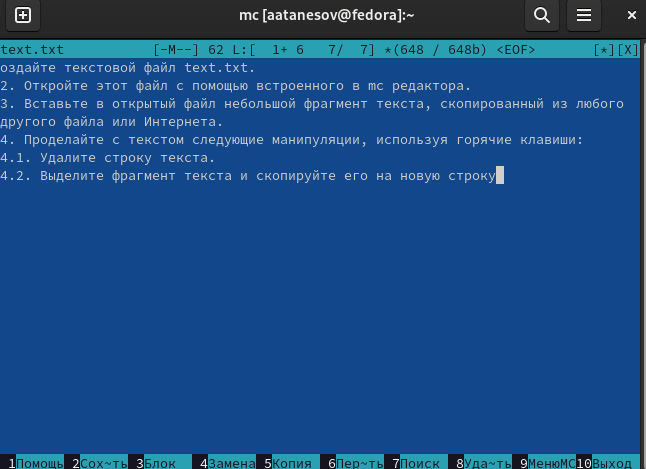 mc [aatanesov@fedora]:~
text.txt [-M--] 62 L:[ 1+ 6 7/ 7] *(648 / 648b) <EOF> [*][X]
оздайте текстовой файл text.txt.
2. Откройте этот файл с помощью встроенного в mc редактора.
3. Вставьте в открытый файл небольшой фрагмент текста, скопированный из любого
другого файла или Интернета.
4. Проделайте с текстом следующие манипуляции, используя горячие клавиши:
4.1. Удалите строку текста.
4.2. Выделите фрагмент текста и скопируйте его на новую строку
1Помощь 2Сох~ть 3Блок 4Замена 5Копия 6Пер~ть 7Поиск 8Уда~ть 9МенюMC 10Выход